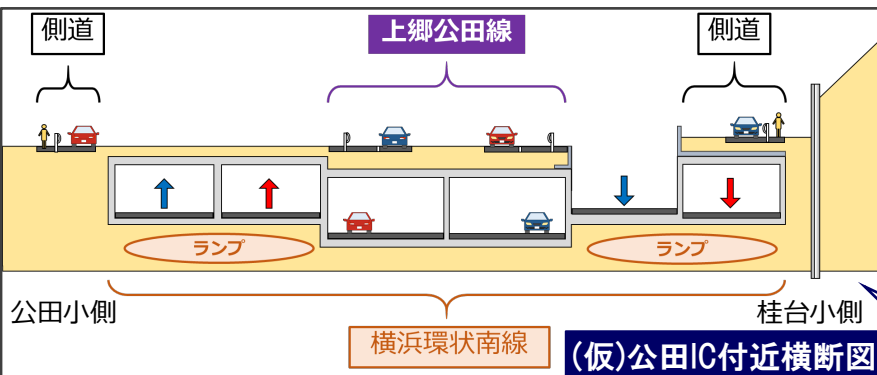 側道
上郷公田線
側道
ランプ
ランプ
公田小側
桂台小側
横浜環状南線
(仮)公田IC付近横断図